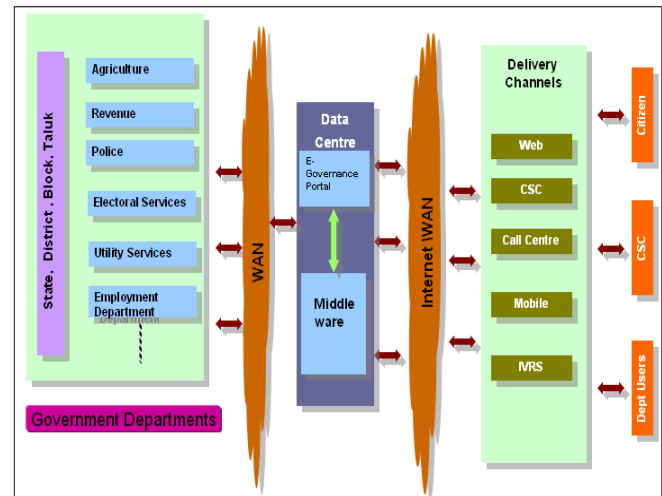 State, District , Block, Taluk
Agriculture
Revenue
Police
Electoral Services
Utility Services
Employment
Department
Department
Government Departments
WAN
Data
Centre
E-
Governance
Portal
Middle
ware
Internet \WAN
Delivery
Channels
Web
CSC
Call Centre
Mobile
IVRS
Citizen
CSC
Dept Users